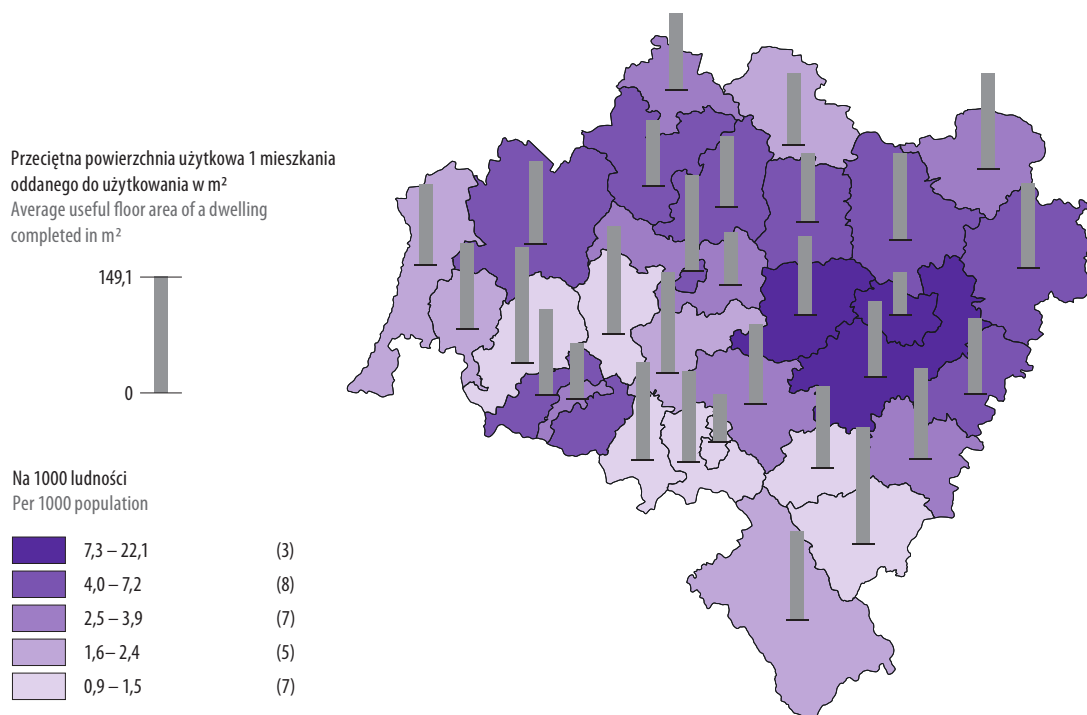 Przeciętna powierzchnia użytkowa 1 mieszkania
oddanego do użytkowania w m²
Average useful floor area of a dwelling
completed in m²
149,1
0
Na 1000 ludności
Per 1000 population
7,3 – 22,1 (3)
4,0 – 7,2 (8)
2,5 – 3,9 (7)
1,6 – 2,4 (5)
0,9 – 1,5 (7)